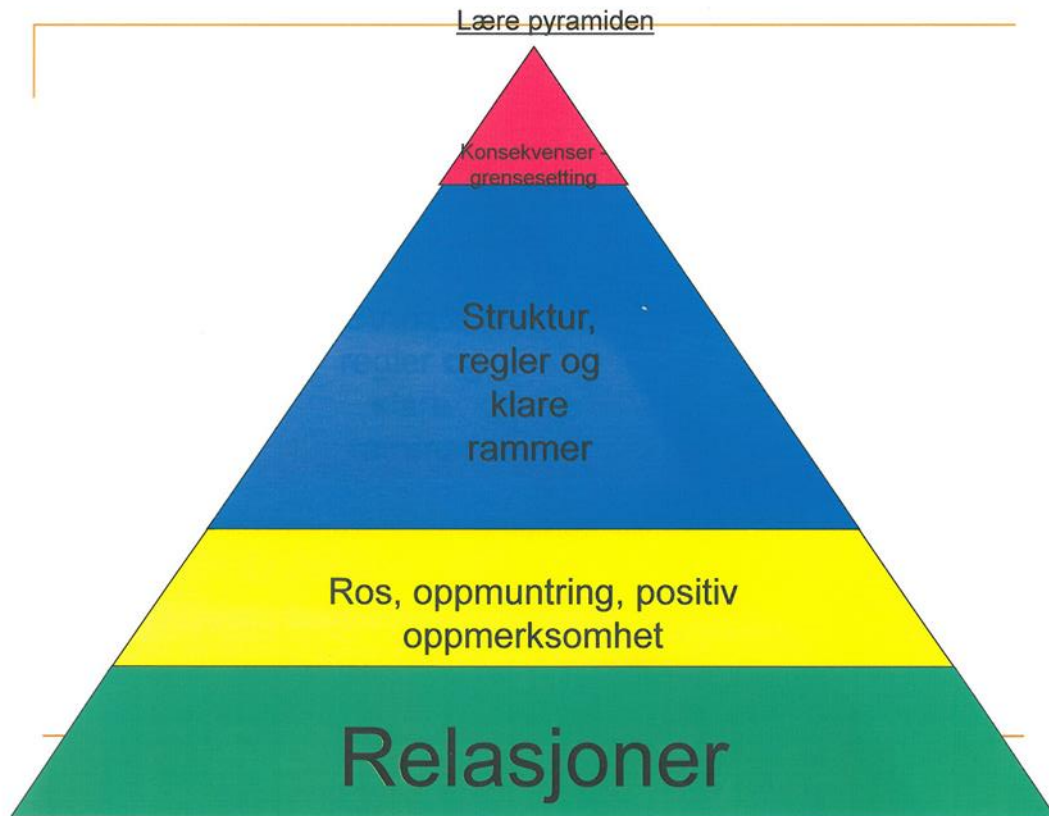 Lære pyramiden
Konsekvenser -
grensesetting
Struktur,
regler og
klare
rammer
Ros, oppmuntring, positiv
oppmerksomhet
Relasjoner